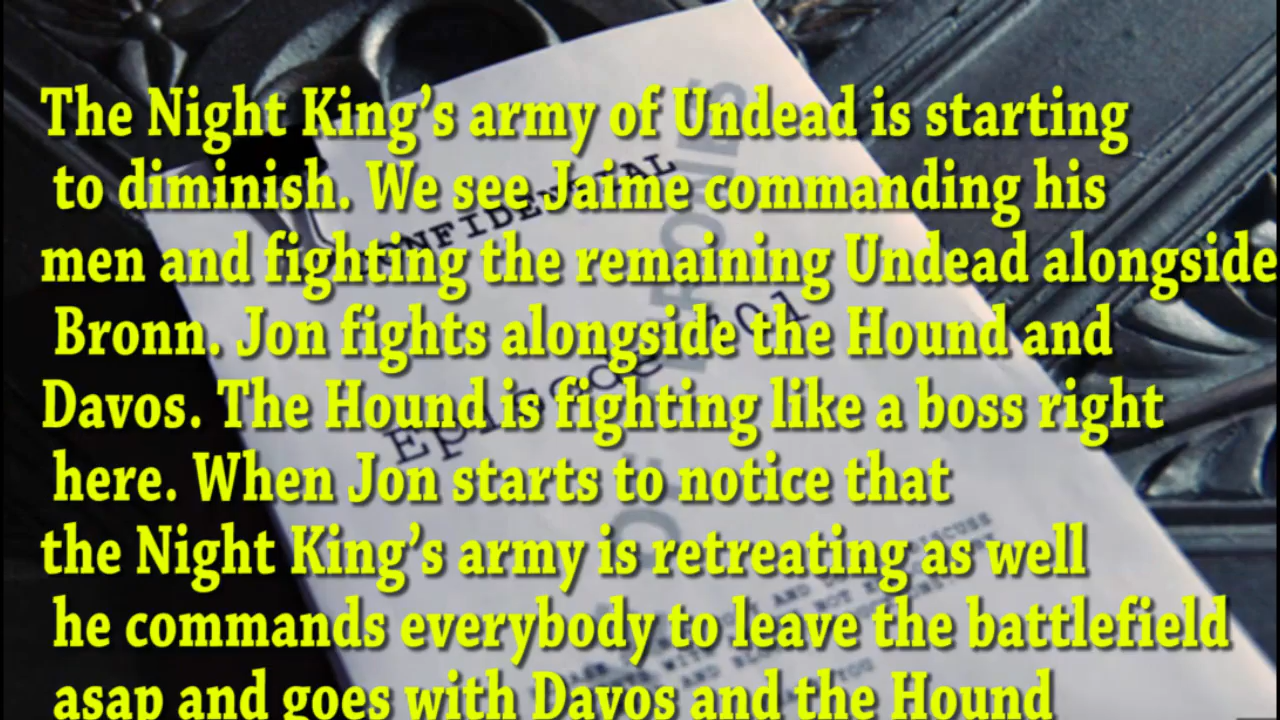 The Night King's army of Undead is starting
to diminish. We see Jaime commanding his
men and fighting the remaining Undead alongside
Bronn. Jon fights alongside the Hound and
Davos. The Hound is fighting like a boss right
here. When Jon starts to notice that
the Night King's army is retreating as well
he commands everybody to leave the battlefield
asap and goes with Davos and the Hound
CONFIDENTIAL
Episode 701